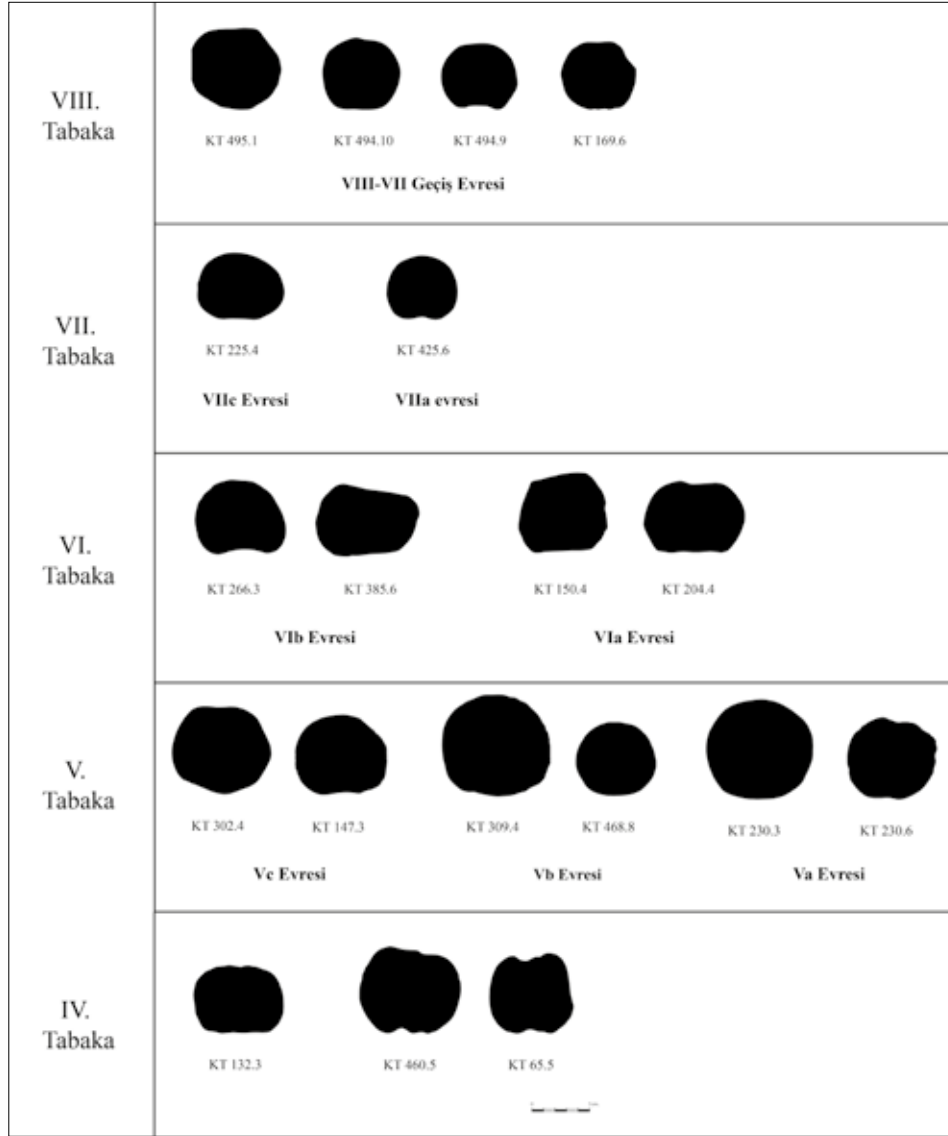 VIII.
Tabaka
KT 495.1 KT 494.10 KT 494.9 KT 169.6
VIII-VII Geçiş Evresi
VII.
Tabaka
KT 225.4 KT 425.6
VIIc Evresi VIIa evresi
VI.
Tabaka
KT 266.3 KT 385.6 KT 150.4 KT 204.4
VIb Evresi VIa Evresi
V.
Tabaka
KT 302.4 KT 147.3 KT 309.4 KT 468.8 KT 230.3 KT 230.6
Vc Evresi Vb Evresi Va Evresi
IV.
Tabaka
KT 132.3 KT 460.5 KT 65.5